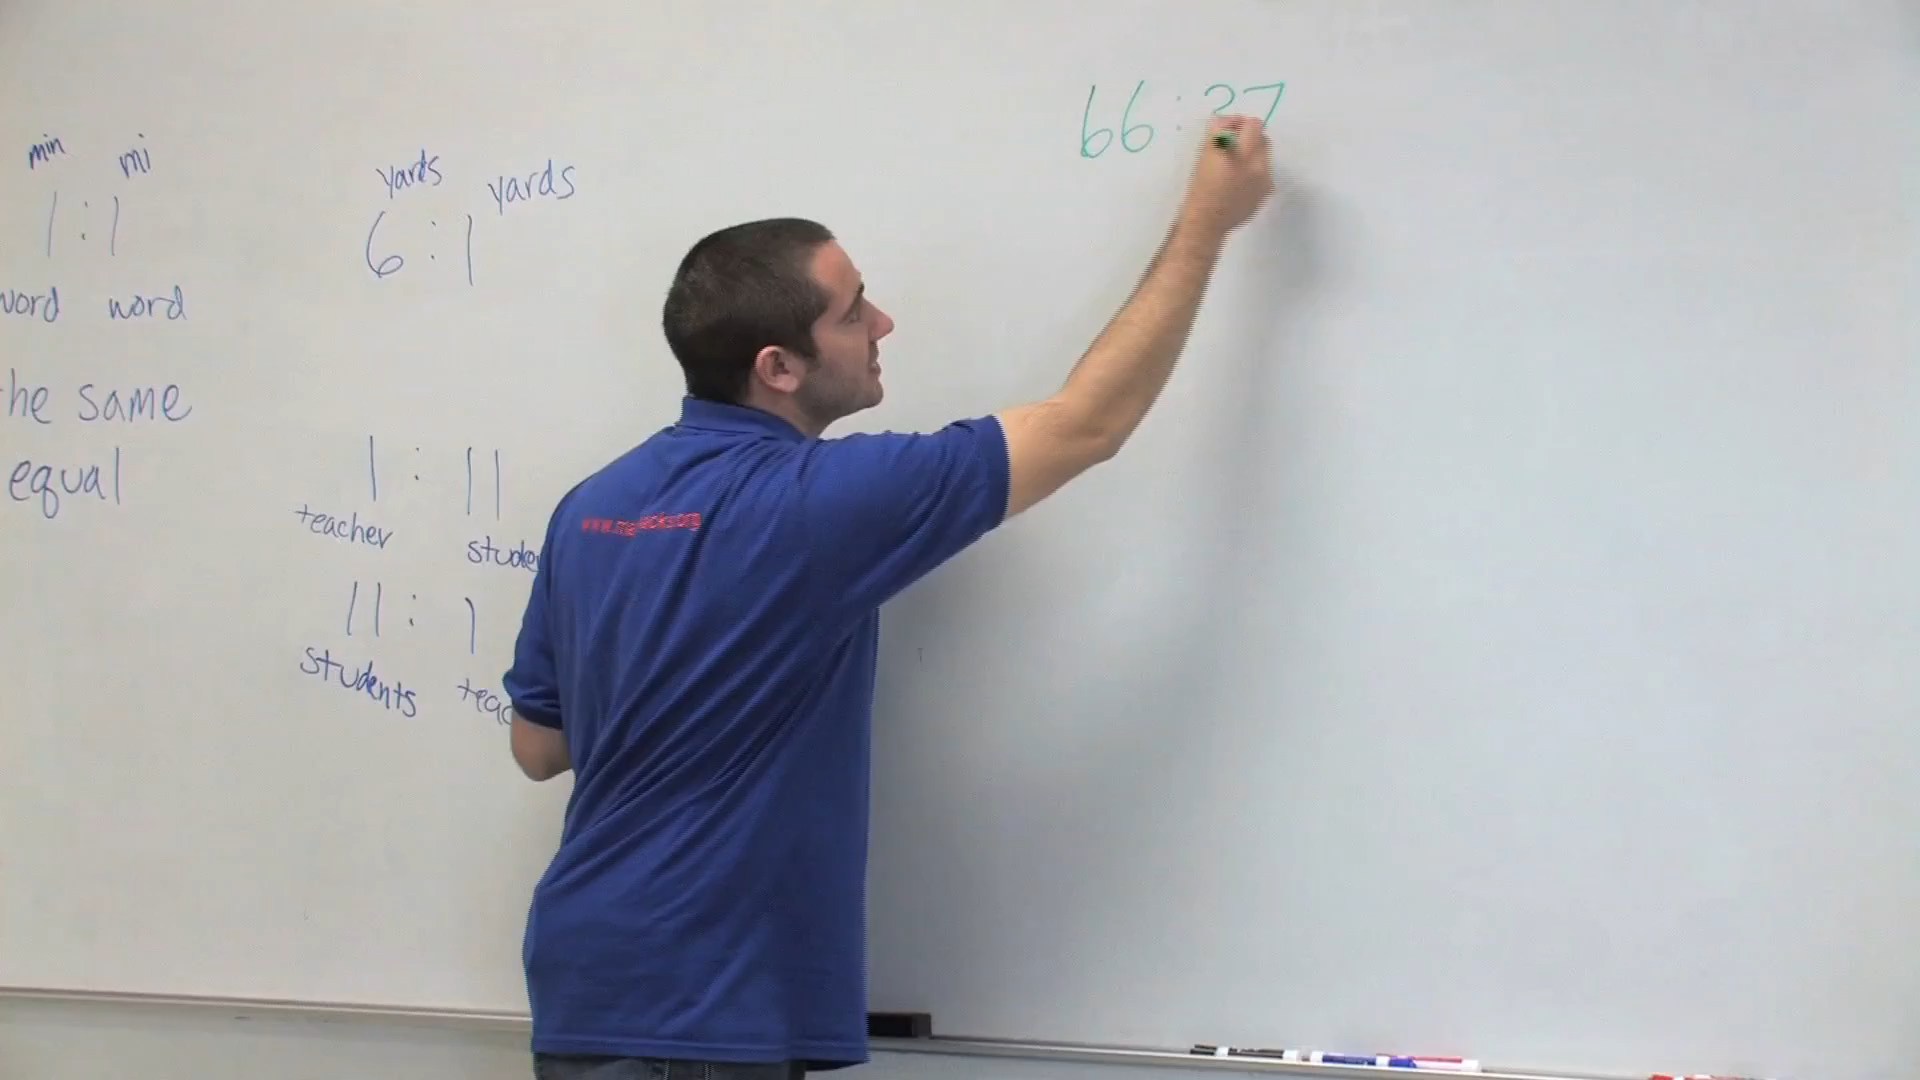 min mi
1 : 1
word word
the same
equal
yards yards
6 : 1
1 : 11
teacher
11 : 1
students
66 :